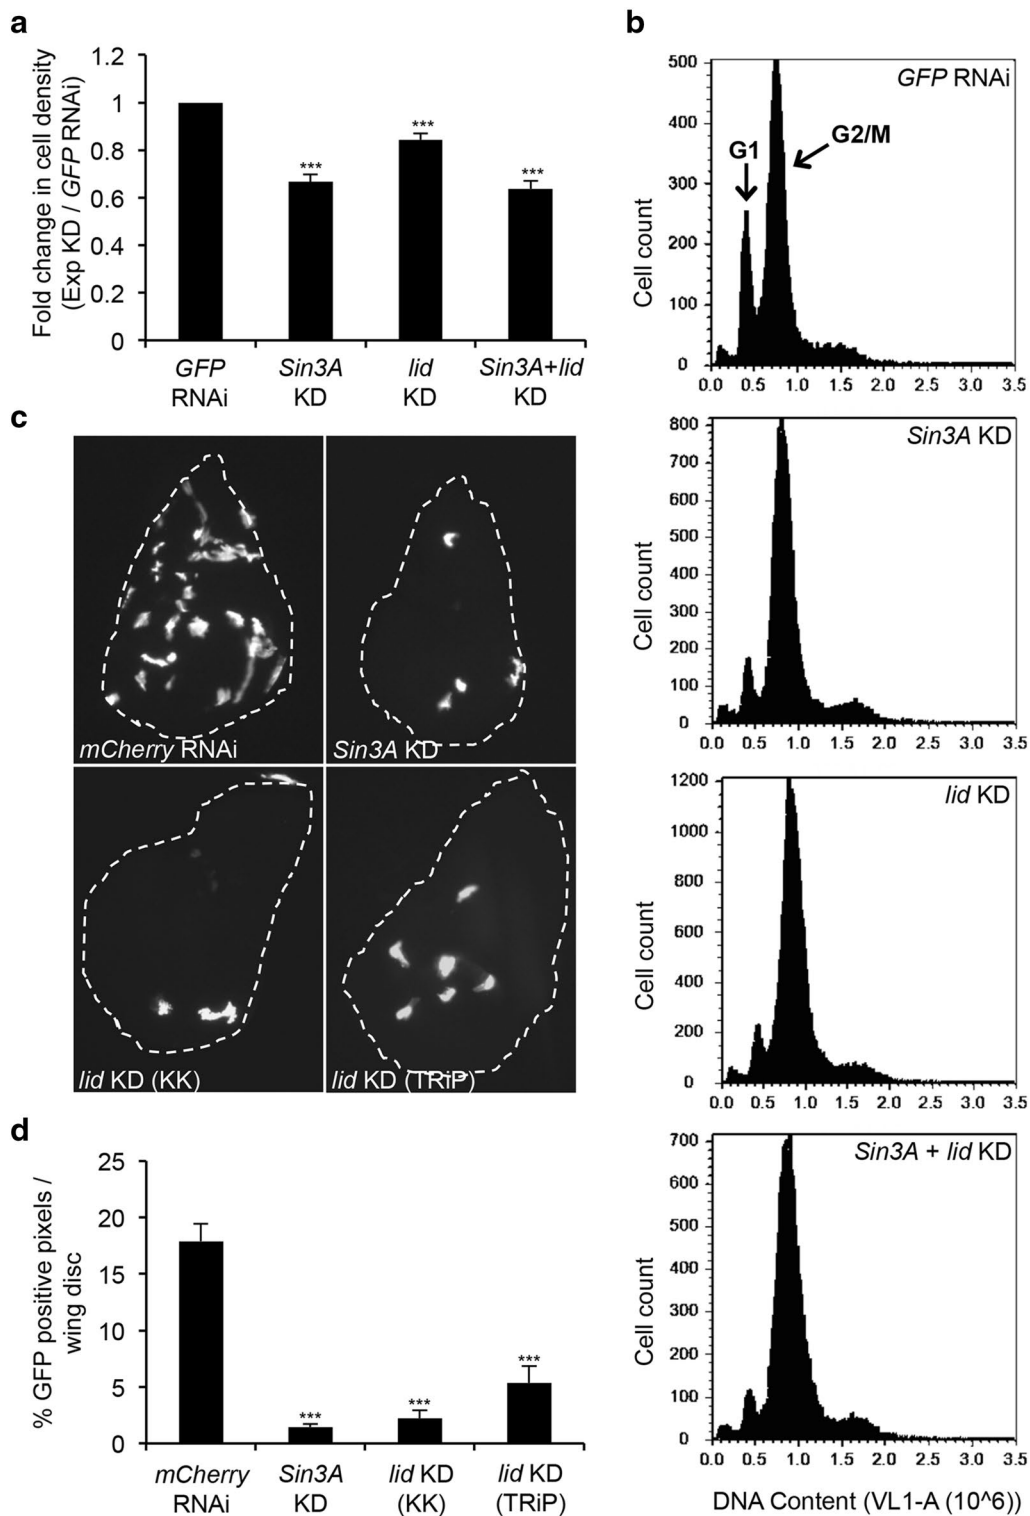 a
Fold change in cell density
(Exp KD / GFP RNAi)
1.2
1
0.8
0.6
0.4
0.2
0
***
***
***
GFP
RNAi
Sin3A
KD
lid
KD
Sin3A+lid
KD
b
GFP RNAi
G1
G2/M
Cell count
500
400
300
200
100
0
0.0 0.5 1.0 1.5 2.0 2.5 3.0 3.5
Sin3A KD
Cell count
800
700
600
500
400
300
200
100
0
0.0 0.5 1.0 1.5 2.0 2.5 3.0 3.5
lid KD
Cell count
1200
1000
800
600
400
200
0
0.0 0.5 1.0 1.5 2.0 2.5 3.0 3.5
Sin3A + lid KD
Cell count
700
600
500
400
300
200
100
0
0.0 0.5 1.0 1.5 2.0 2.5 3.0 3.5
DNA Content (VL1-A (10^6))
c
mCherry RNAi
Sin3A KD
lid KD (KK)
lid KD (TRiP)
d
% GFP positive pixels /
wing disc
25
20
15
10
5
0
***
***
***
mCherry
RNAi
Sin3A
KD
lid KD
(KK)
lid KD
(TRiP)